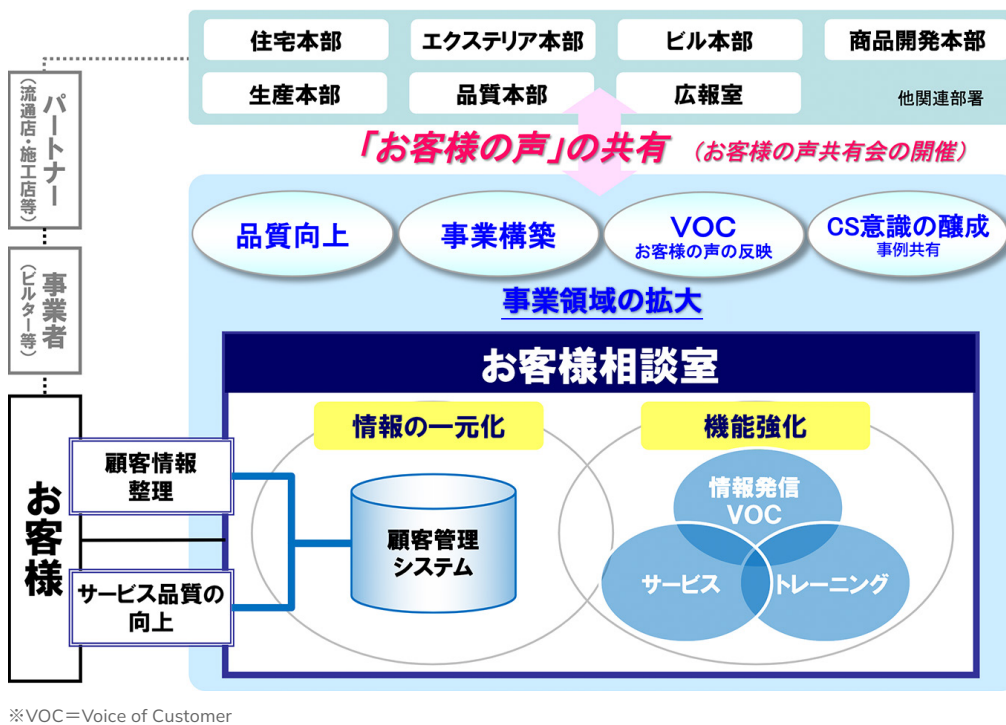 住宅本部
エクステリア本部
ビル本部
商品開発本部
生産本部
品質本部
広報室
他関連部署
パートナー
(流通店・施工店等)
「お客様の声」の共有 (お客様の声共有会の開催)
品質向上
事業構築
VOC
お客様の声の反映
CS意識の醸成
事例共有
事業領域の拡大
事業者
(ビルター等)
お客様相談室
情報の一元化
機能強化
お客様
顧客情報
整理
サービス品質の
向上
顧客管理
システム
情報発信
VOC
サービス
トレーニング
※VOC=Voice of Customer